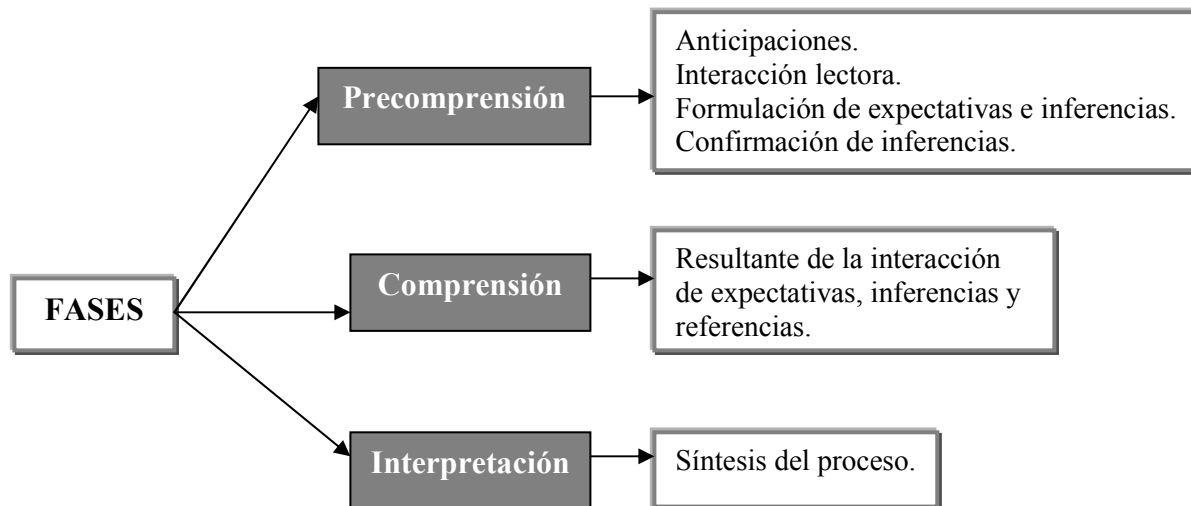 Anticipaciones.
Interacción lectora.
Formulación de expectativas e inferencias.
Confirmación de inferencias.
Precomprensión
Resultante de la interacción
de expectativas, inferencias y
referencias.
Comprensión
FASES
Interpretación
Síntesis del proceso.